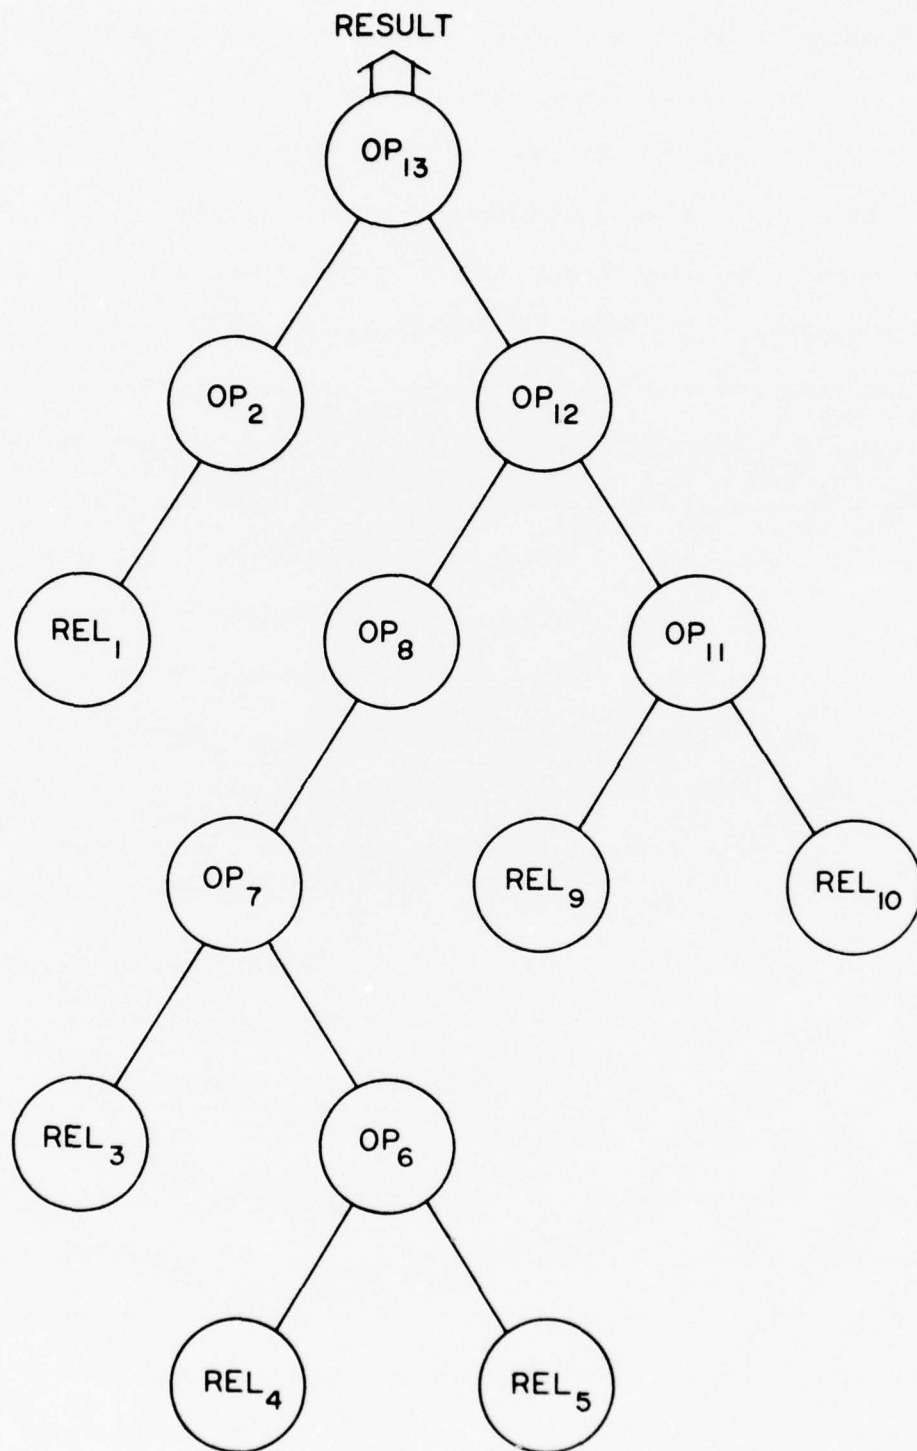 RESULT
OP₁₃
OP₂ OP₁₂
REL₁ OP₈ OP₁₁
OP₇ REL₉ REL₁₀
REL₃ OP₆
REL₄ REL₅